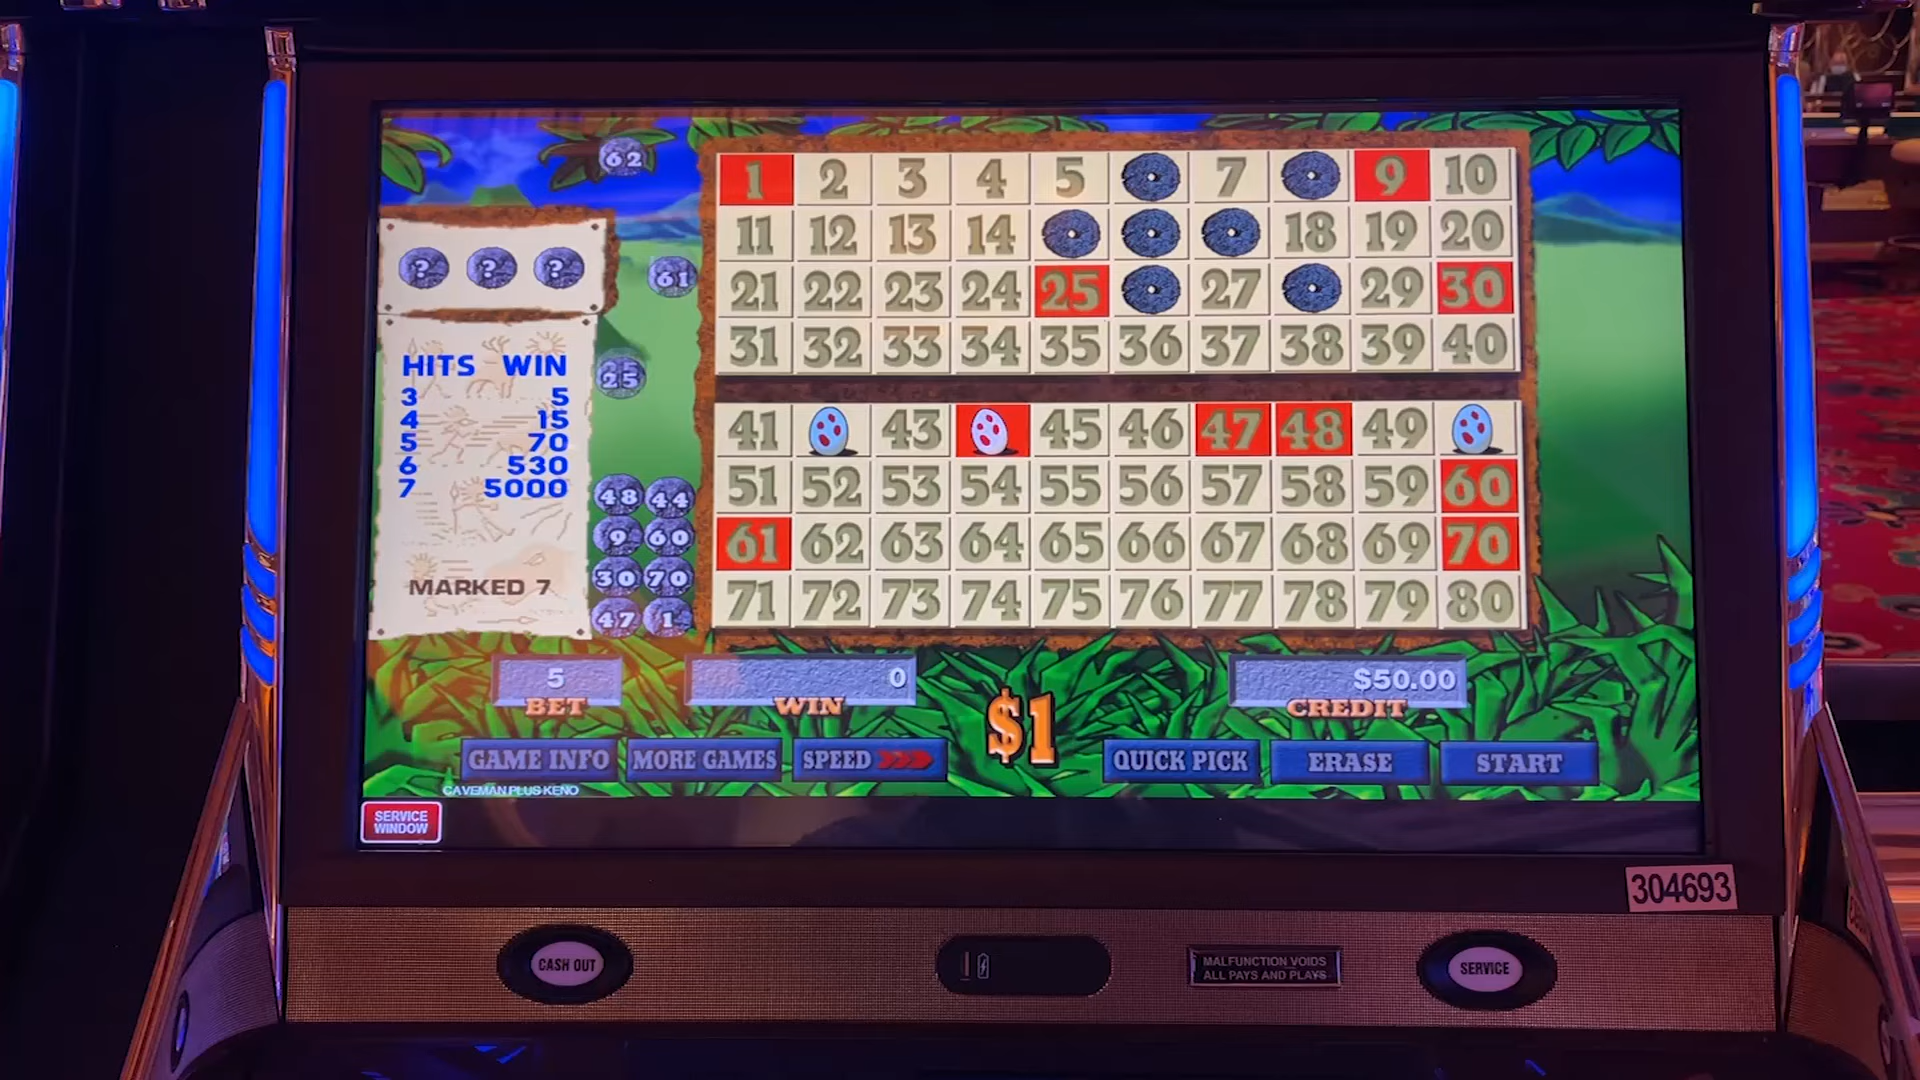 62
? ? ?
61
25
HITS WIN
3 5
4 15
5 70
6 530
7 5000
MARKED 7
48 44
9 60
30 70
47 1
1 2 3 4 5 7 9 10
11 12 13 14 18 19 20
21 22 23 24 25 27 29 30
31 32 33 34 35 36 37 38 39 40
41 43 45 46 47 48 49
51 52 53 54 55 56 57 58 59 60
61 62 63 64 65 66 67 68 69 70
71 72 73 74 75 76 77 78 79 80
5
BET
0
WIN
$1
$50.00
CREDIT
GAME INFO
MORE GAMES
SPEED >>>
QUICK PICK
ERASE
START
CAVEMAN PLUS KENO
SERVICE
WINDOW
304693
CASH OUT
MALFUNCTION VOIDS
ALL PAYS AND PLAYS
SERVICE